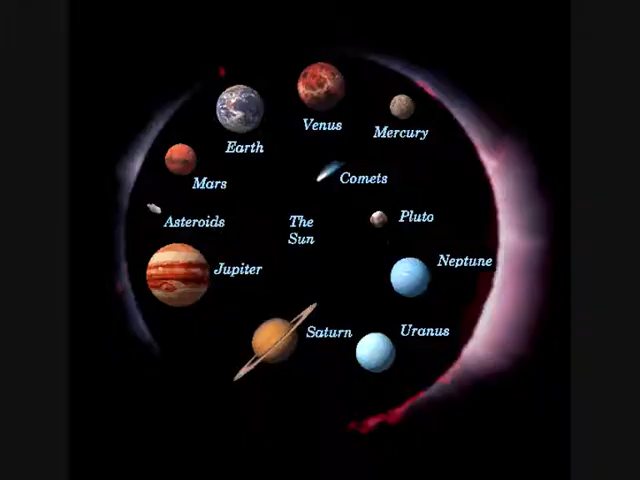 Venus
Mercury
Earth
Comets
Mars
Pluto
Asteroids
The
Sun
Neptune
Jupiter
Uranus
Saturn